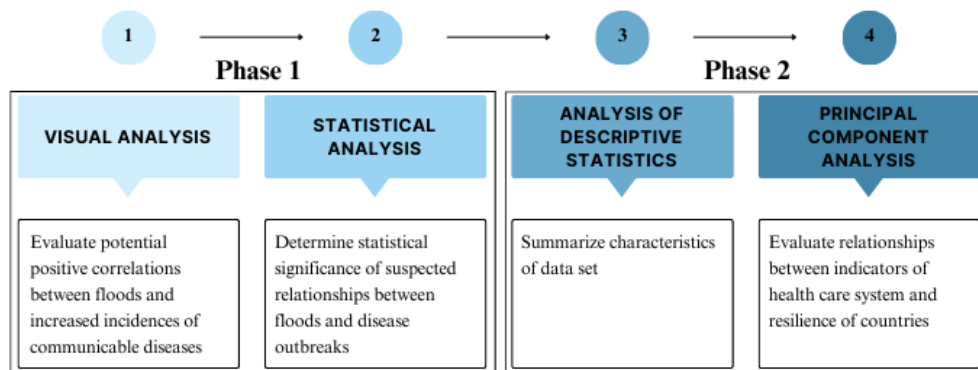 1
2
3
4
Phase 1
Phase 2
VISUAL ANALYSIS
STATISTICAL
ANALYSIS
ANALYSIS OF
DESCRIPTIVE
STATISTICS
PRINCIPAL
COMPONENT
ANALYSIS
Evaluate potential
positive correlations
between floods and
increased incidences of
communicable diseases
Determine statistical
significance of suspected
relationships between
floods and disease
outbreaks
Summarize characteristics
of data set
Evaluate relationships
between indicators of
health care system and
resilience of countries